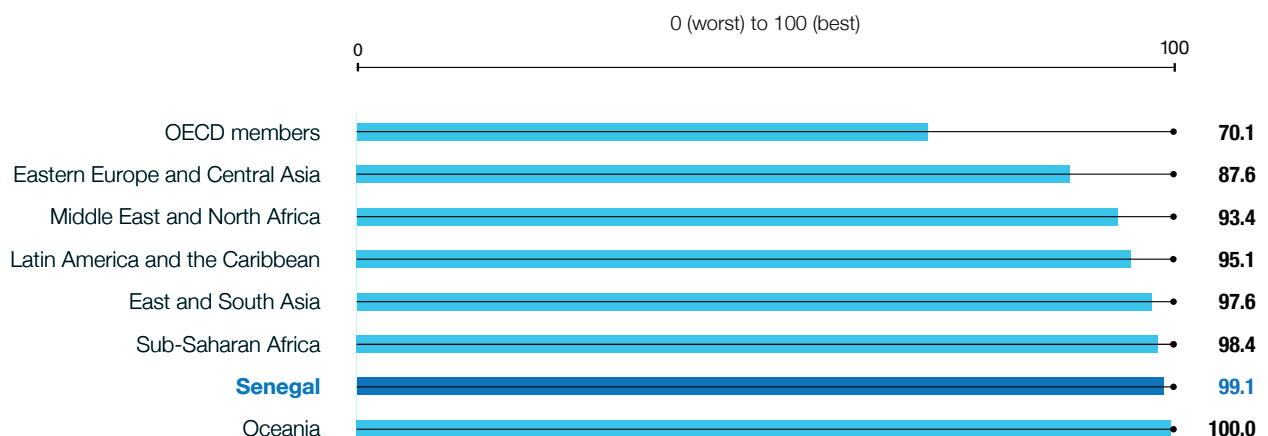 0 (worst) to 100 (best)
0 100
OECD members 70.1
Eastern Europe and Central Asia 87.6
Middle East and North Africa 93.4
Latin America and the Caribbean 95.1
East and South Asia 97.6
Sub-Saharan Africa 98.4
Senegal 99.1
Oceania 100.0